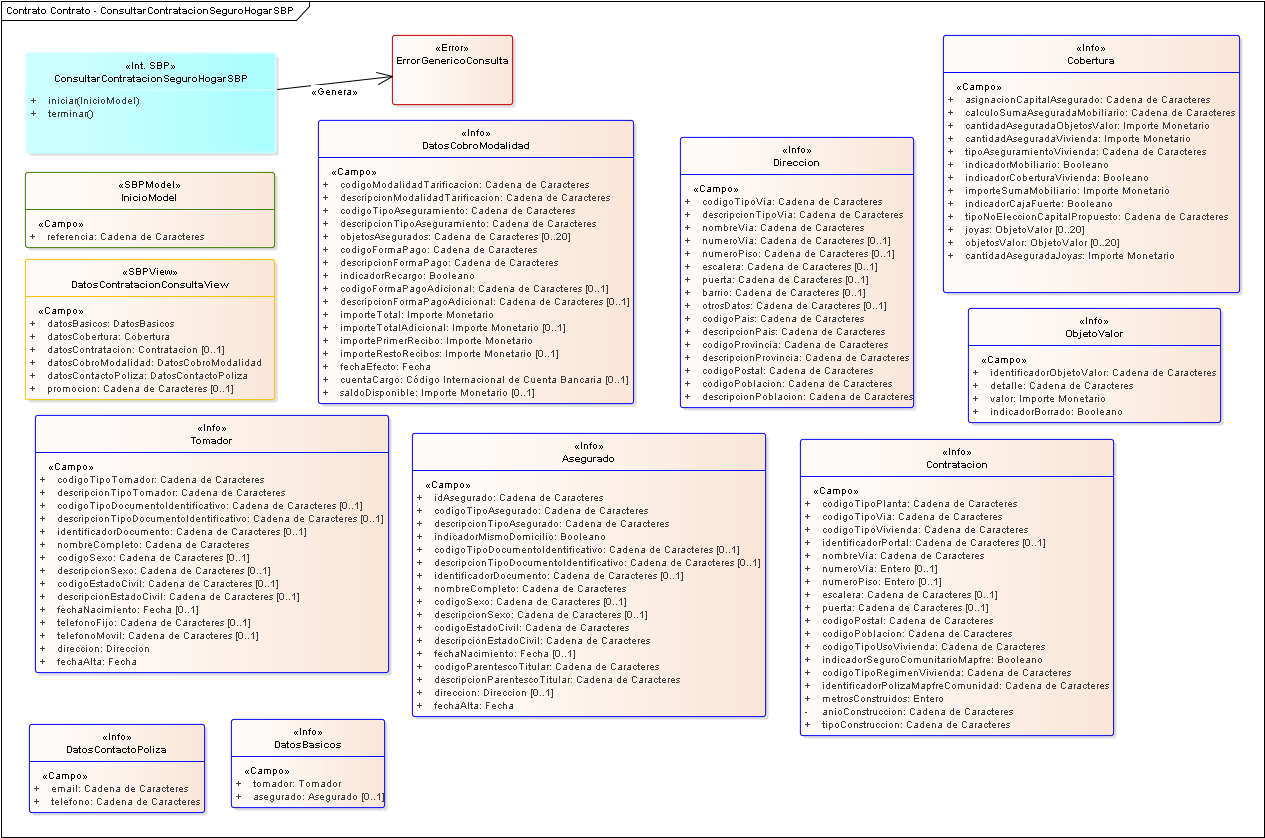 Contrato Contrato - ConsultarContratacionSeguroHogarSBP
«Int. SBP»
ConsultarContratacionSeguroHogarSBP
+ iniciar(InicioModel)
+ terminar()
«Genera»
«Error»
ErrorGenericoConsulta
«SBPModel»
InicioModel
«Campo»
+ referencia: Cadena de Caracteres
«SBPView»
DatosContratacionConsultaView
«Campo»
+ datosBasicos: DatosBasicos
+ datosCobertura: Cobertura
+ datosContratacion: Contratacion [0..1]
+ datosCobroModalidad: DatosCobroModalidad
+ datosContactoPoliza: DatosContactoPoliza
+ promocion: Cadena de Caracteres [0..1]
«Info»
DatosCobroModalidad
«Campo»
+ codigoModalidadTarificacion: Cadena de Caracteres
+ descripcionModalidadTarificacion: Cadena de Caracteres
+ codigoTipoAseguramiento: Cadena de Caracteres
+ descripcionTipoAseguramiento: Cadena de Caracteres
+ objetosAsegurados: Cadena de Caracteres [0..20]
+ codigoFormaPago: Cadena de Caracteres
+ descripcionFormaPago: Cadena de Caracteres
+ indicadorRecargo: Booleano
+ codigoFormaPagoAdicional: Cadena de Caracteres [0..1]
+ descripcionFormaPagoAdicional: Cadena de Caracteres [0..1]
+ importeTotal: Importe Monetario
+ importeTotalAdicional: Importe Monetario [0..1]
+ importePrimerRecibo: Importe Monetario
+ importeRestoRecibos: Importe Monetario [0..1]
+ fechaEfecto: Fecha
+ cuentaCargo: Código Internacional de Cuenta Bancaria [0..1]
+ saldoDisponible: Importe Monetario [0..1]
«Info»
Direccion
«Campo»
+ codigoTipoVia: Cadena de Caracteres
+ descripcionTipoVia: Cadena de Caracteres
+ nombreVia: Cadena de Caracteres
+ numeroVia: Cadena de Caracteres [0..1]
+ numeroPiso: Cadena de Caracteres [0..1]
+ escalera: Cadena de Caracteres [0..1]
+ puerta: Cadena de Caracteres [0..1]
+ barrio: Cadena de Caracteres [0..1]
+ otrosDatos: Cadena de Caracteres [0..1]
+ codigoPais: Cadena de Caracteres
+ descripcionPais: Cadena de Caracteres
+ codigoProvincia: Cadena de Caracteres
+ descripcionProvincia: Cadena de Caracteres
+ codigoPostal: Cadena de Caracteres
+ codigoPoblacion: Cadena de Caracteres
+ descripcionPoblacion: Cadena de Caracteres
«Info»
Cobertura
«Campo»
+ asignacionCapitalAsegurado: Cadena de Caracteres
+ calculoSumaAseguradaMobiliario: Cadena de Caracteres
+ cantidadAseguradaObjetosValor: Importe Monetario
+ cantidadAseguradaVivienda: Importe Monetario
+ tipoAseguramientoVivienda: Cadena de Caracteres
+ indicadorMobiliario: Booleano
+ indicadorCoberturaVivienda: Booleano
+ importeSumaMobiliario: Importe Monetario
+ indicadorCajaFuerte: Booleano
+ tipoNoEleccionCapitalPropuesto: Cadena de Caracteres
+ joyas: ObjetoValor [0..20]
+ objetosValor: ObjetoValor [0..20]
+ cantidadAseguradaJoyas: Importe Monetario
«Info»
ObjetoValor
«Campo»
+ identificadorObjetoValor: Cadena de Caracteres
+ detalle: Cadena de Caracteres
+ valor: Importe Monetario
+ indicadorBorrado: Booleano
«Info»
Tomador
«Campo»
+ codigoTipoTomador: Cadena de Caracteres
+ descripcionTipoTomador: Cadena de Caracteres
+ codigoTipoDocumentoIdentificativo: Cadena de Caracteres [0..1]
+ descripcionTipoDocumentoIdentificativo: Cadena de Caracteres [0..1]
+ identificadorDocumento: Cadena de Caracteres [0..1]
+ nombreCompleto: Cadena de Caracteres
+ codigoSexo: Cadena de Caracteres [0..1]
+ descripcionSexo: Cadena de Caracteres [0..1]
+ codigoEstadoCivil: Cadena de Caracteres [0..1]
+ descripcionEstadoCivil: Cadena de Caracteres [0..1]
+ fechaNacimiento: Fecha [0..1]
+ telefonoFijo: Cadena de Caracteres [0..1]
+ telefonoMovil: Cadena de Caracteres [0..1]
+ direccion: Direccion
+ fechaAlta: Fecha
«Info»
Asegurado
«Campo»
+ idAsegurado: Cadena de Caracteres
+ codigoTipoAsegurado: Cadena de Caracteres
+ descripcionTipoAsegurado: Cadena de Caracteres
+ indicadorMismoDomicilio: Booleano
+ codigoTipoDocumentoIdentificativo: Cadena de Caracteres [0..1]
+ descripcionTipoDocumentoIdentificativo: Cadena de Caracteres [0..1]
+ identificadorDocumento: Cadena de Caracteres [0..1]
+ nombreCompleto: Cadena de Caracteres
+ codigoSexo: Cadena de Caracteres [0..1]
+ descripcionSexo: Cadena de Caracteres [0..1]
+ codigoEstadoCivil: Cadena de Caracteres
+ descripcionEstadoCivil: Cadena de Caracteres
+ fechaNacimiento: Fecha [0..1]
+ codigoParentescoTitular: Cadena de Caracteres
+ descripcionParentescoTitular: Cadena de Caracteres
+ direccion: Direccion [0..1]
+ fechaAlta: Fecha
«Info»
Contratacion
«Campo»
+ codigoTipoPlanta: Cadena de Caracteres
+ codigoTipoVia: Cadena de Caracteres
+ codigoTipoVivienda: Cadena de Caracteres
+ identificadorPortal: Cadena de Caracteres [0..1]
+ nombreVia: Cadena de Caracteres
+ numeroVia: Entero [0..1]
+ numeroPiso: Entero [0..1]
+ escalera: Cadena de Caracteres [0..1]
+ puerta: Cadena de Caracteres [0..1]
+ codigoPostal: Cadena de Caracteres
+ codigoPoblacion: Cadena de Caracteres
+ codigoTipoUsoVivienda: Cadena de Caracteres
+ indicadorSeguroComunitarioMapfre: Booleano
+ codigoTipoRegimenVivienda: Cadena de Caracteres
+ identificadorPolizaMapfreComunidad: Cadena de Caracteres
+ metrosConstruidos: Entero
- anioConstruccion: Cadena de Caracteres
+ tipoConstruccion: Cadena de Caracteres
«Info»
DatosContactoPoliza
«Campo»
+ email: Cadena de Caracteres
+ telefono: Cadena de Caracteres
«Info»
DatosBasicos
«Campo»
+ tomador: Tomador
+ asegurado: Asegurado [0..1]